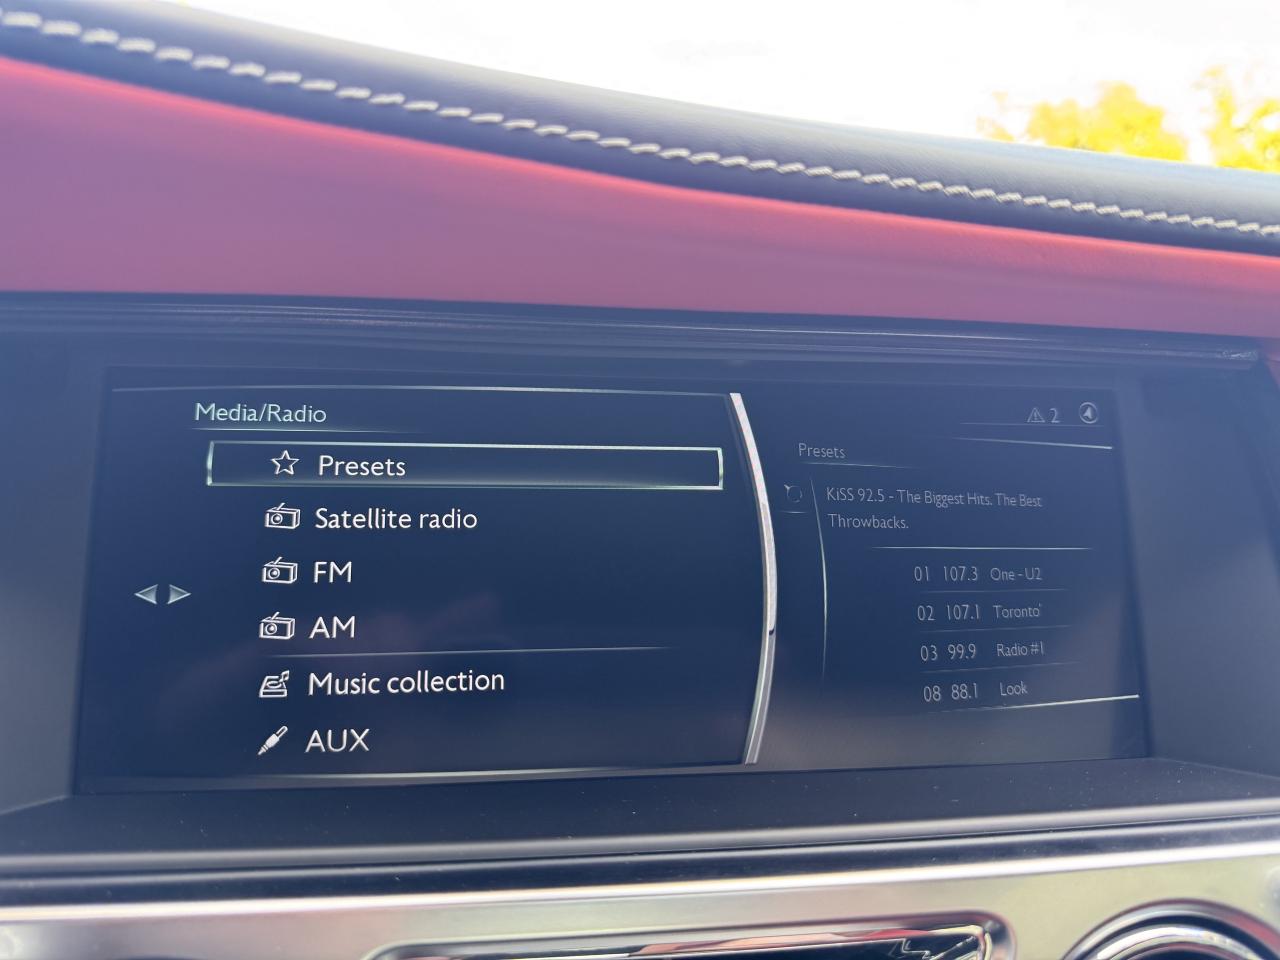 Media/Radio
Presets
Satellite radio
FM
AM
Music collection
AUX
2
Presets
KiSS 92.5 - The Biggest Hits. The Best
Throwbacks.
01 107.3 One - U2
02 107.1 Toronto'
03 99.9 Radio #1
08 88.1 Look